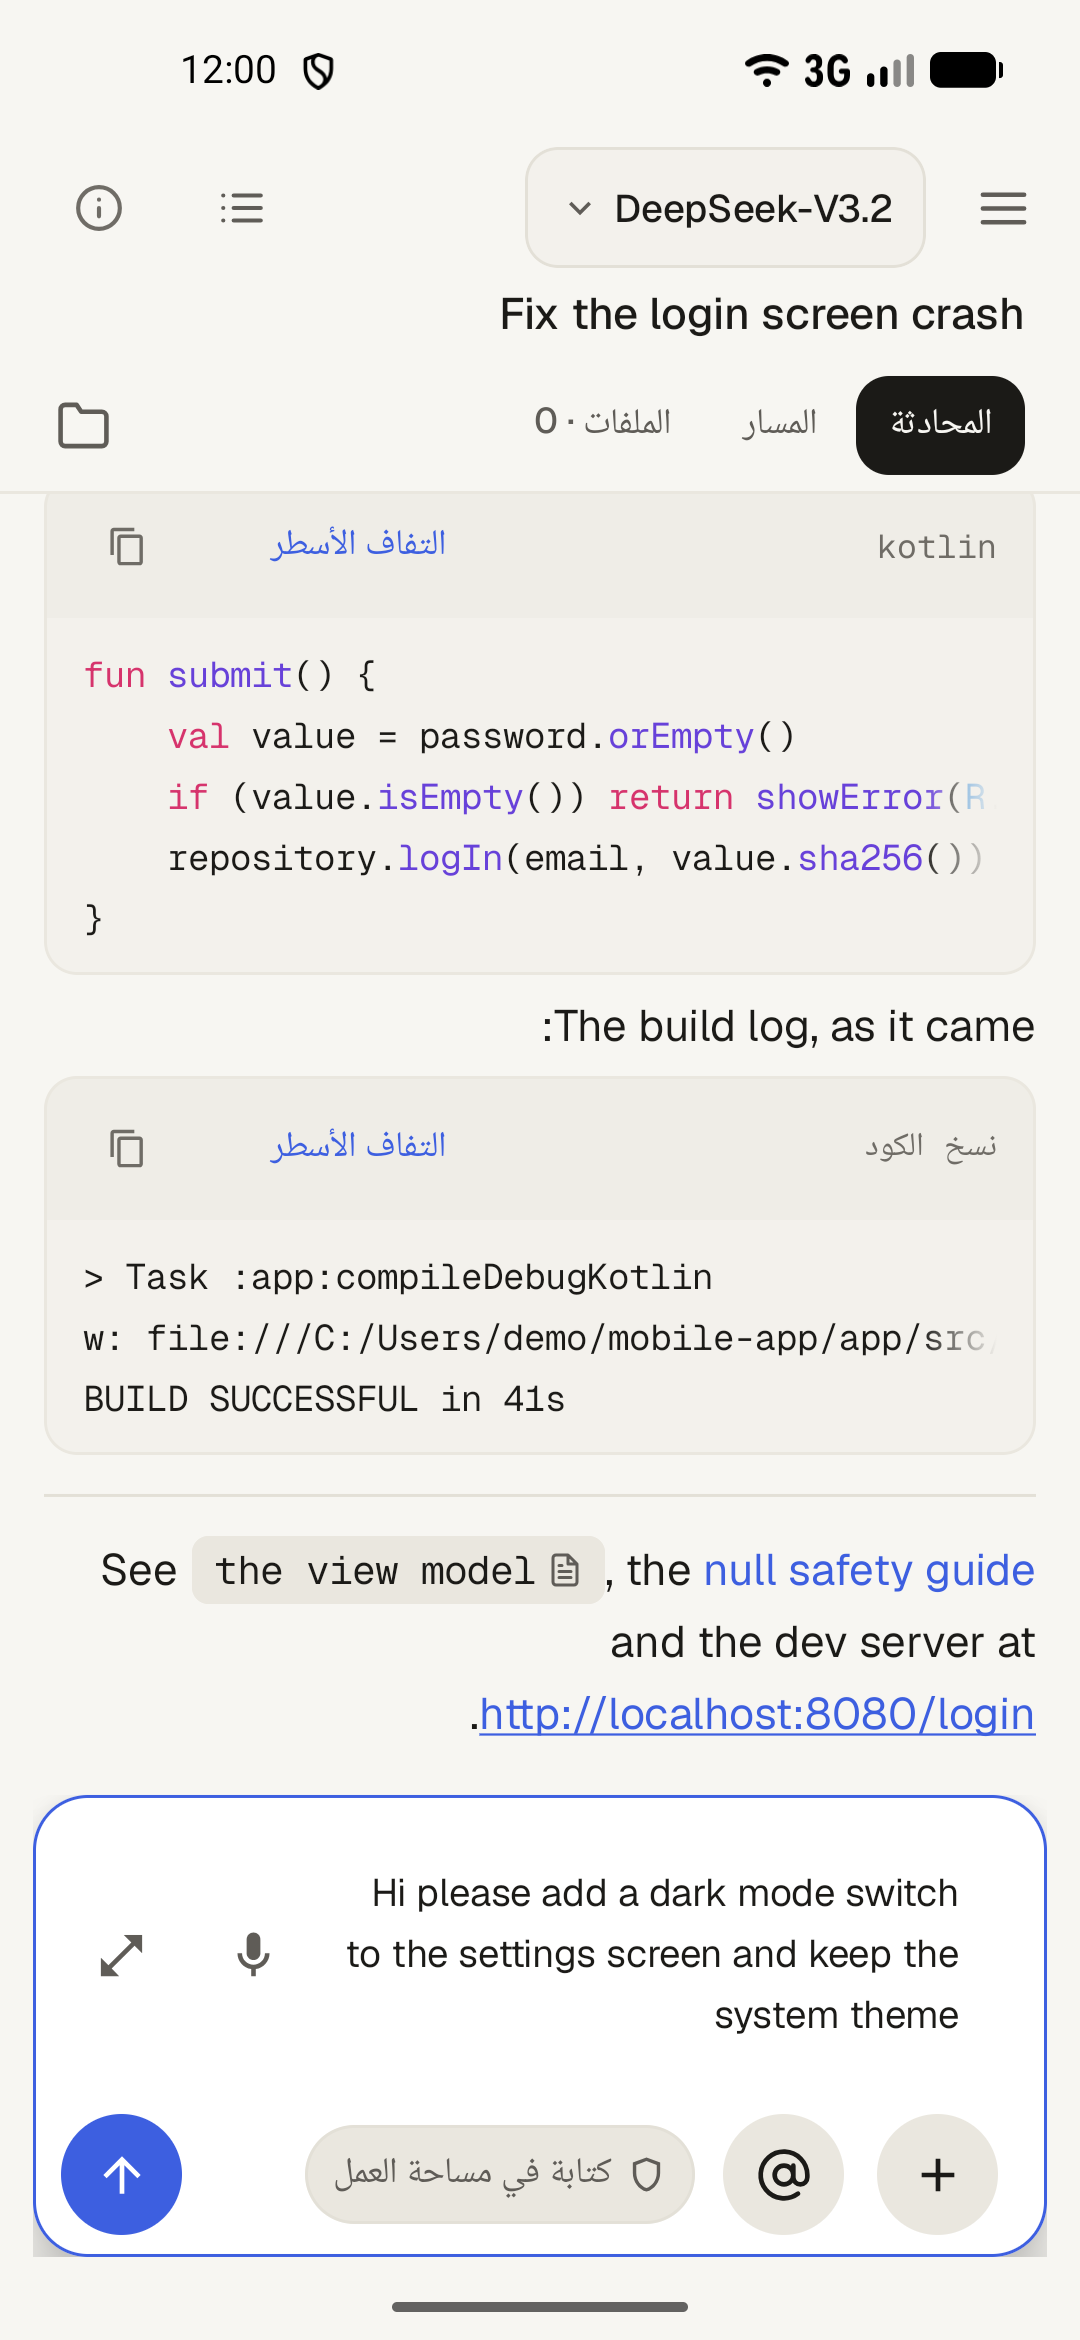 12:00
3G
DeepSeek-V3.2
Fix the login screen crash
المحادثة
المسار
الملفات · 0
kotlin
التفاف الأسطر
fun submit() {
    val value = password.orEmpty()
    if (value.isEmpty()) return showError(R.
    repository.logIn(email, value.sha256())
}
The build log, as it came:
نسخ الكود
التفاف الأسطر
> Task :app:compileDebugKotlin
w: file:///C:/Users/demo/mobile-app/app/src/
BUILD SUCCESSFUL in 41s
See the view model, the null safety guide
and the dev server at
http://localhost:8080/login.
Hi please add a dark mode switch
to the settings screen and keep the
system theme
كتابة في مساحة العمل